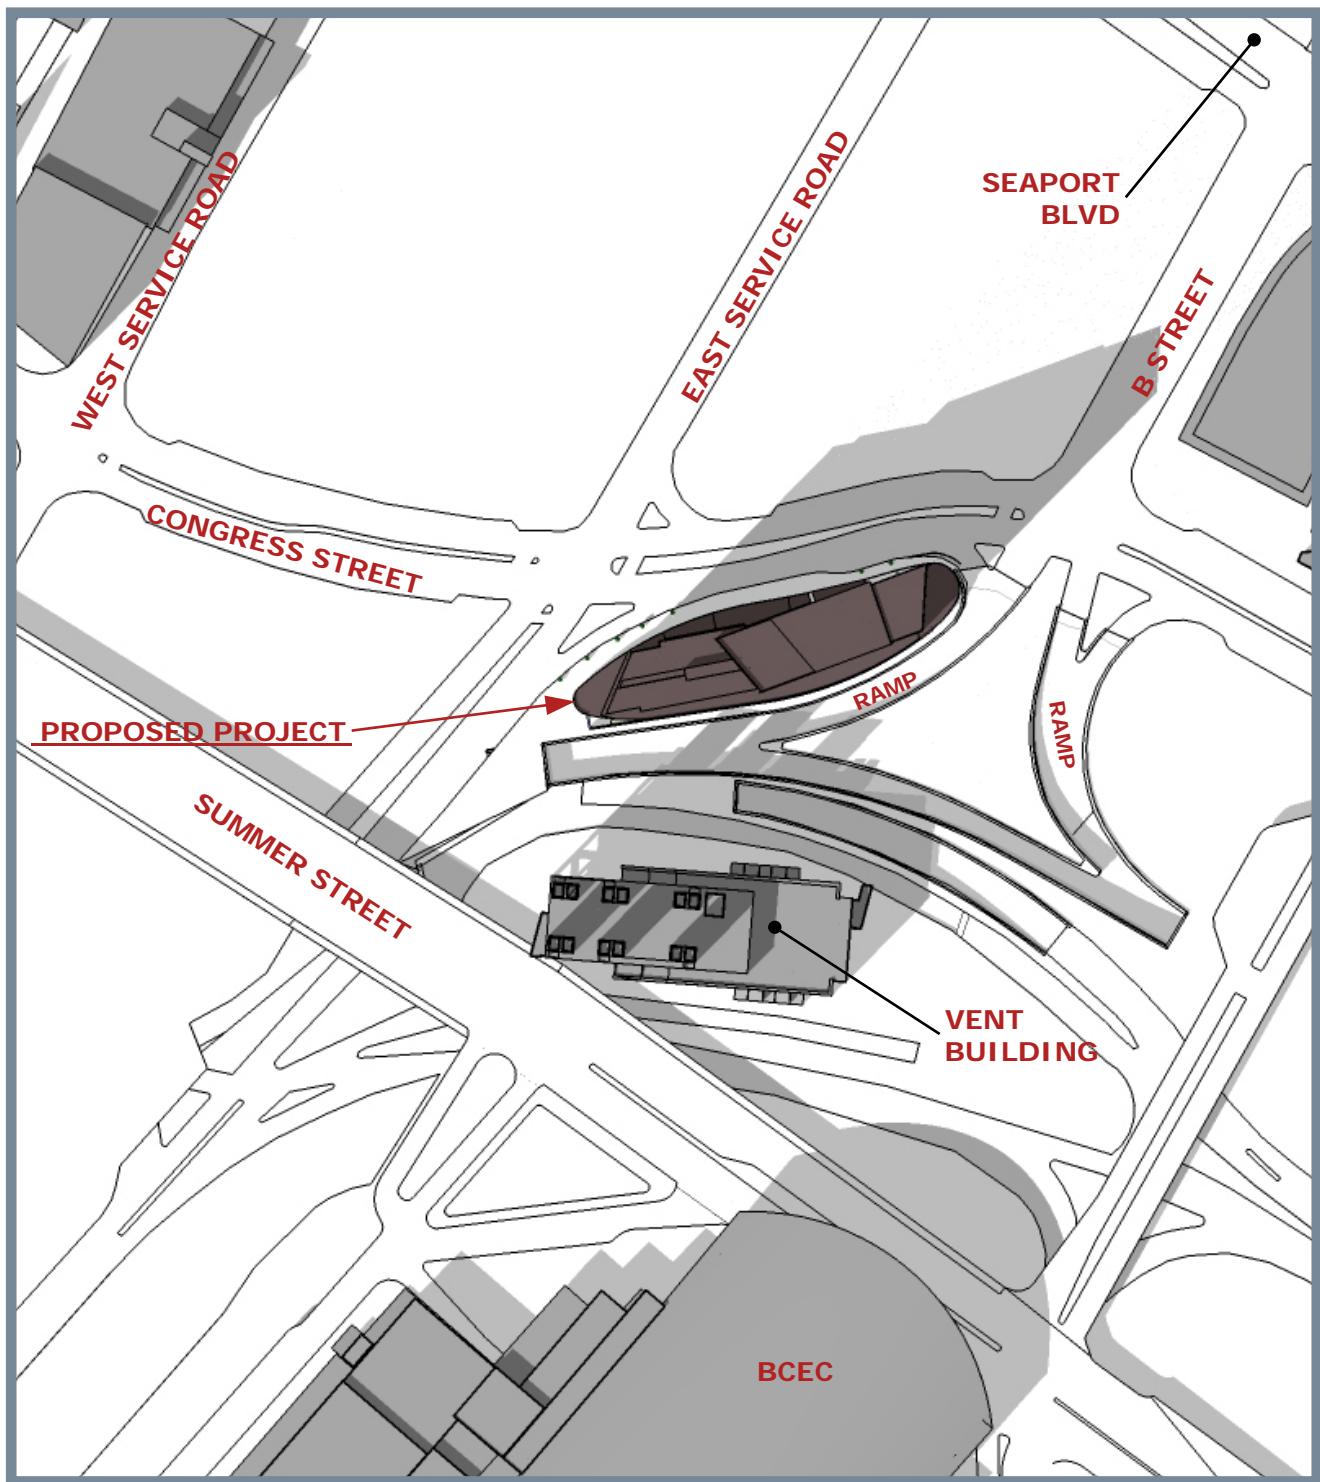 SEAPORT
BLVD
WEST SERVICE ROAD
EAST SERVICE ROAD
B STREET
CONGRESS STREET
RAMP
RAMP
PROPOSED PROJECT
SUMMER STREET
VENT
BUILDING
BCEC